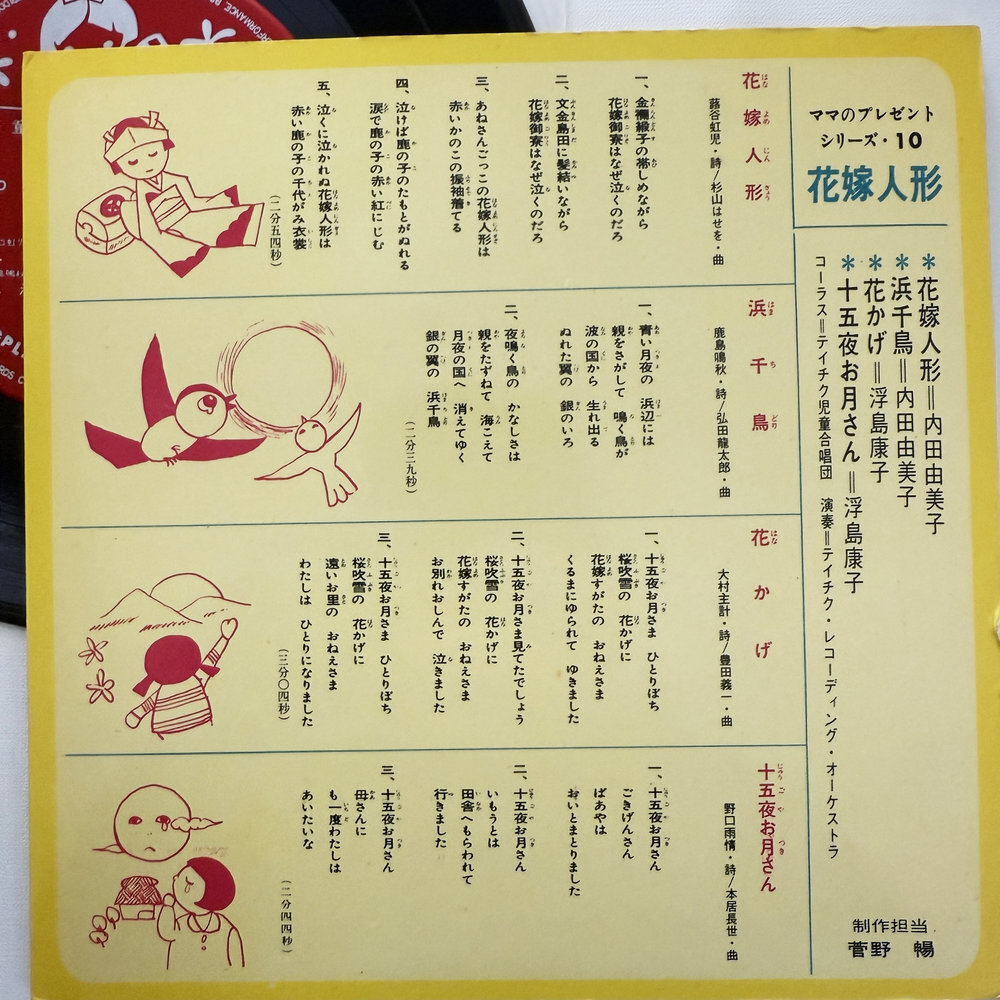 ママのプレゼント
シリーズ・10
花嫁人形
*花嫁人形＝内田由美子
*浜千鳥＝内田由美子
*花かげ＝浮島康子
*十五夜お月さん＝浮島康子
コーラス＝テイチク児童合唱団　演奏＝テイチク・レコーディング・オーケストラ
制作担当
菅野　暢
花嫁人形
蕗谷虹児・詩/杉山はせを・曲
一、金襴緞子の帯しめながら
花嫁御寮はなぜ泣くのだろ
二、文金島田に髪結いながら
花嫁御寮はなぜ泣くのだろ
三、あねさんごっこの花嫁人形は
赤いかのこの振袖着てる
四、泣けば鹿の子のたもとがぬれる
涙で鹿の子の赤い紅にじむ
五、泣くに泣かれぬ花嫁人形は
赤い鹿の子の千代がみ衣裳
(二分五四秒)
浜千鳥
鹿島鳴秋・詩/弘田龍太郎・曲
一、青い月夜の　浜辺には
親をさがして　鳴く鳥が
波の国から　生れ出る
ぬれた翼の　銀のいろ
二、夜鳴く鳥の　かなしさは
親をたずねて　海こえて
月夜の国へ　消えてゆく
銀の翼の　浜千鳥
(二分三九秒)
花かげ
大村主計・詩/豊田義一・曲
一、十五夜お月さま　ひとりぼち
桜吹雪の　花かげに
花嫁すがたの　おねえさま
くるまにゆられて　ゆきました
二、十五夜お月さま見てたでしょう
桜吹雪の　花かげに
花嫁すがたの　おねえさま
お別れおしんで　泣きました
三、十五夜お月さま　ひとりぼち
桜吹雪の　花かげに
遠いお里の　おねえさま
わたしは　ひとりになりました
(三分〇四秒)
十五夜お月さん
野口雨情・詩/本居長世・曲
一、十五夜お月さん
ごきげんさん
ばあやは
おいとまとりました
二、十五夜お月さん
いもうとは
田舎へもらわれて
行きました
三、十五夜お月さん
母さんに
も一度わたしは
あいたいな
(二分四四秒)